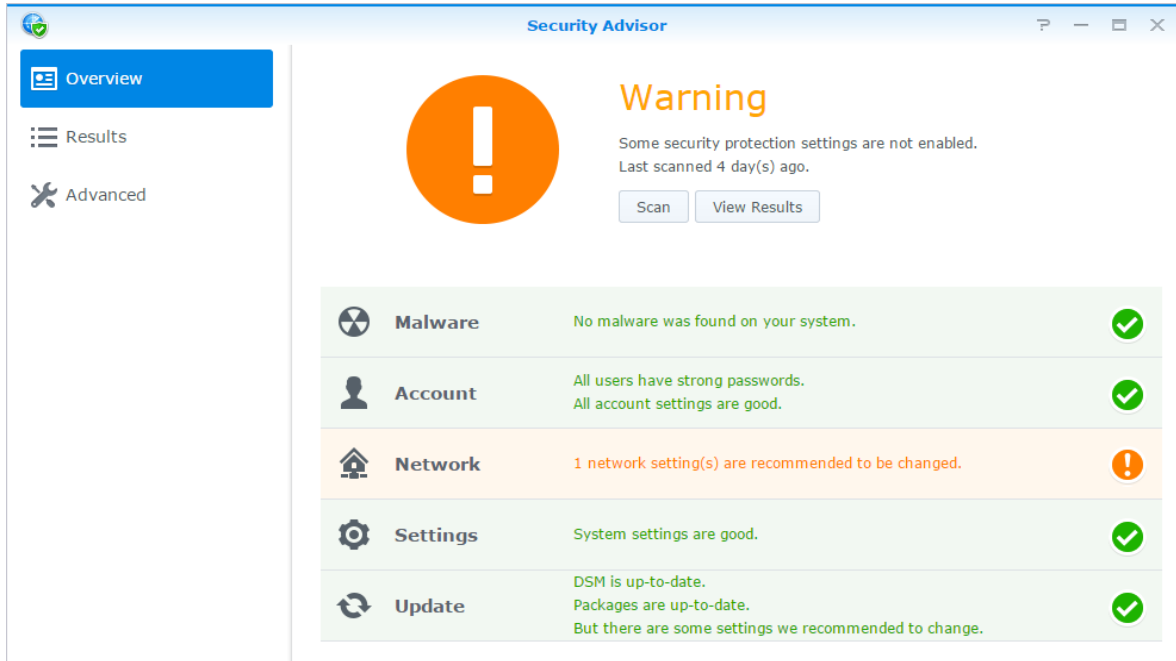 Security Advisor
Overview
Results
Advanced
Warning
Some security protection settings are not enabled.
Last scanned 4 day(s) ago.
Scan
View Results
Malware
No malware was found on your system.
Account
All users have strong passwords.
All account settings are good.
Network
1 network setting(s) are recommended to be changed.
Settings
System settings are good.
Update
DSM is up-to-date.
Packages are up-to-date.
But there are some settings we recommended to change.